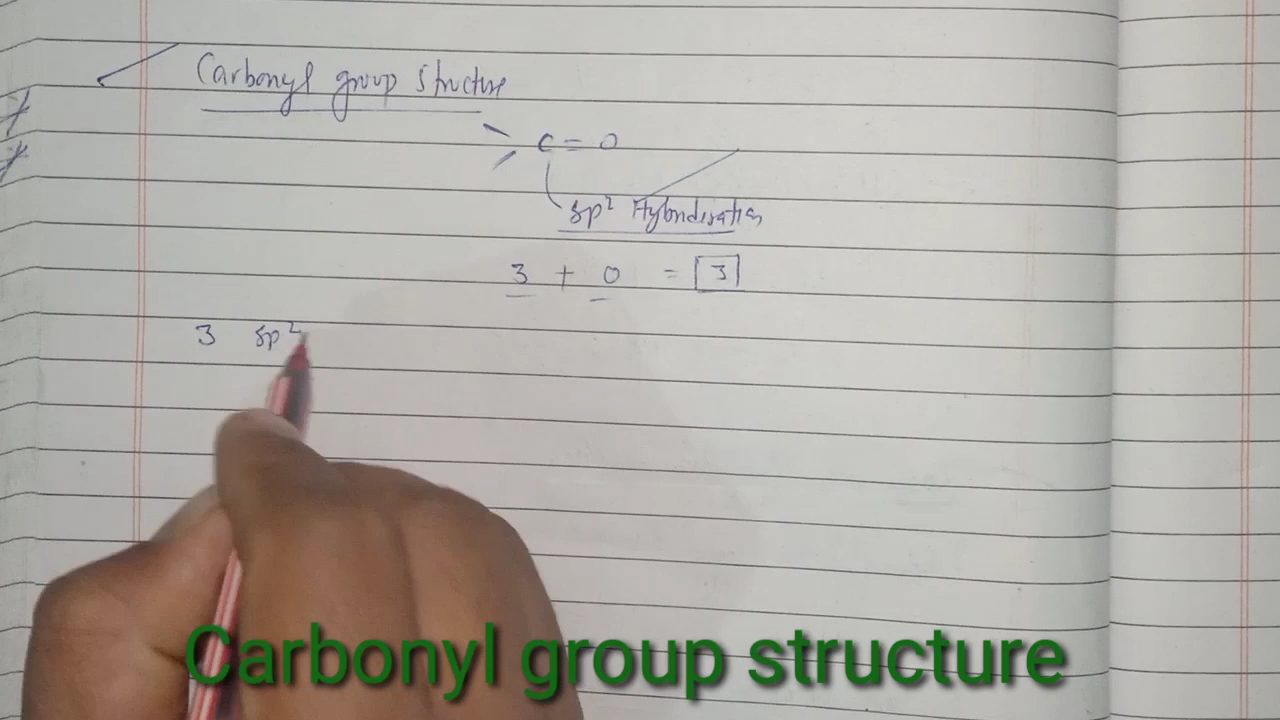 Carbonyl group structure
C = O
sp² Hybridisation
3 + 0 = 3
3 sp²
Carbonyl group structure